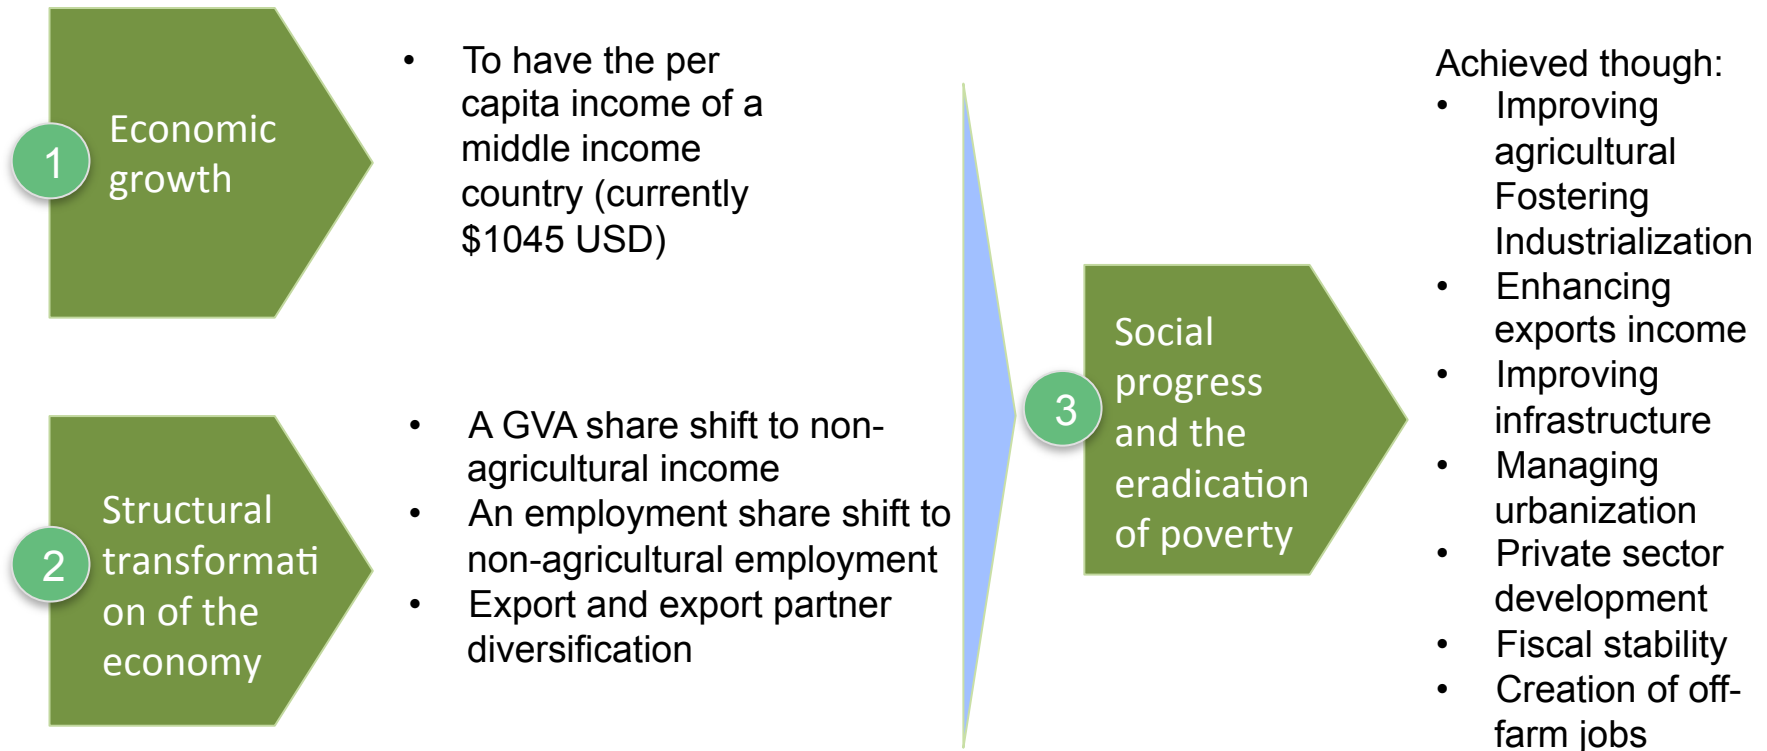 1
Economic
growth
• To have the per
capita income of a
middle income
country (currently
$1045 USD)
2
Structural
transformati
on of the
economy
• A GVA share shift to non-
agricultural income
• An employment share shift to
non-agricultural employment
• Export and export partner
diversification
3
Social
progress
and the
eradication
of poverty
Achieved though:
• Improving
agricultural
Fostering
Industrialization
• Enhancing
exports income
• Improving
infrastructure
• Managing
urbanization
• Private sector
development
• Fiscal stability
• Creation of off-
farm jobs